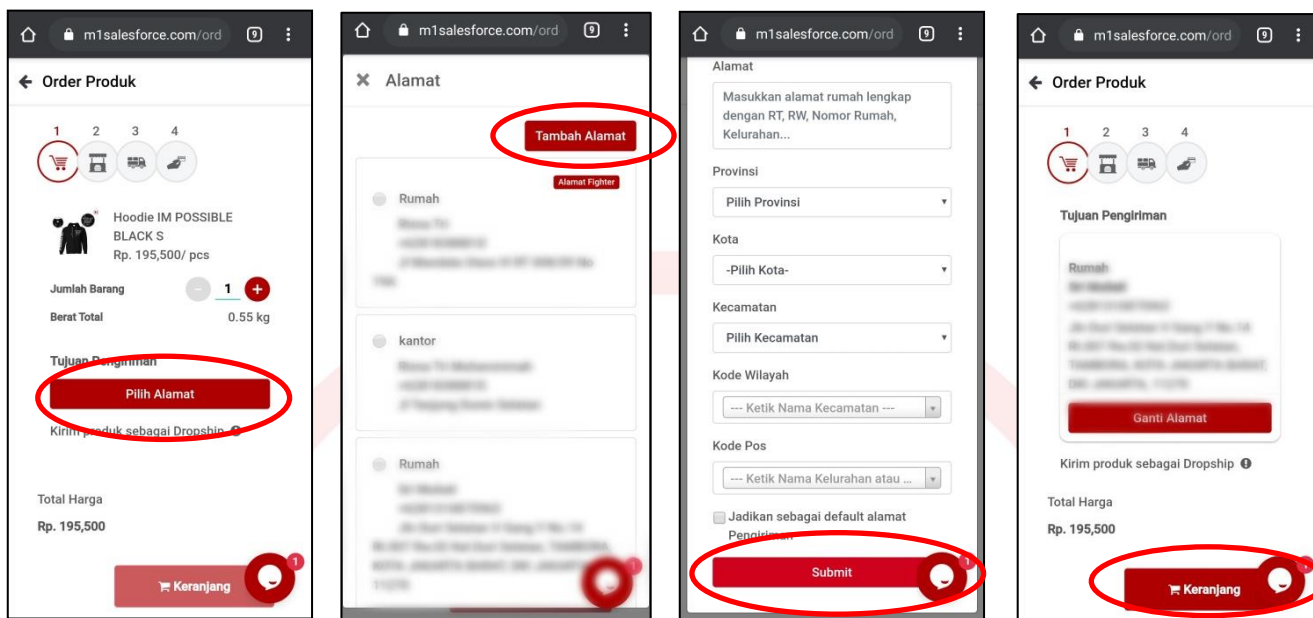 m1salesforce.com/ord
9
Order Produk
1 2 3 4
Hoodie IM POSSIBLE
BLACK S
Rp. 195,500/ pcs
Jumlah Barang
- 1 +
Berat Total 0.55 kg
Tujuan Pengiriman
Pilih Alamat
Kirim produk sebagai Dropship
Total Harga
Rp. 195,500
Keranjang
1
m1salesforce.com/ord
9
Alamat
Tambah Alamat
Alamat Fighter
Rumah
kantor
Rumah
m1salesforce.com/ord
9
Alamat
Masukkan alamat rumah lengkap
dengan RT, RW, Nomor Rumah,
Kelurahan...
Provinsi
Pilih Provinsi
Kota
-Pilih Kota-
Kecamatan
Pilih Kecamatan
Kode Wilayah
--- Ketik Nama Kecamatan ---
Kode Pos
--- Ketik Nama Kelurahan atau ...
Jadikan sebagai default alamat
Pengiriman
Submit
1
m1salesforce.com/ord
9
Order Produk
1 2 3 4
Tujuan Pengiriman
Rumah
Ganti Alamat
Kirim produk sebagai Dropship
Total Harga
Rp. 195,500
Keranjang